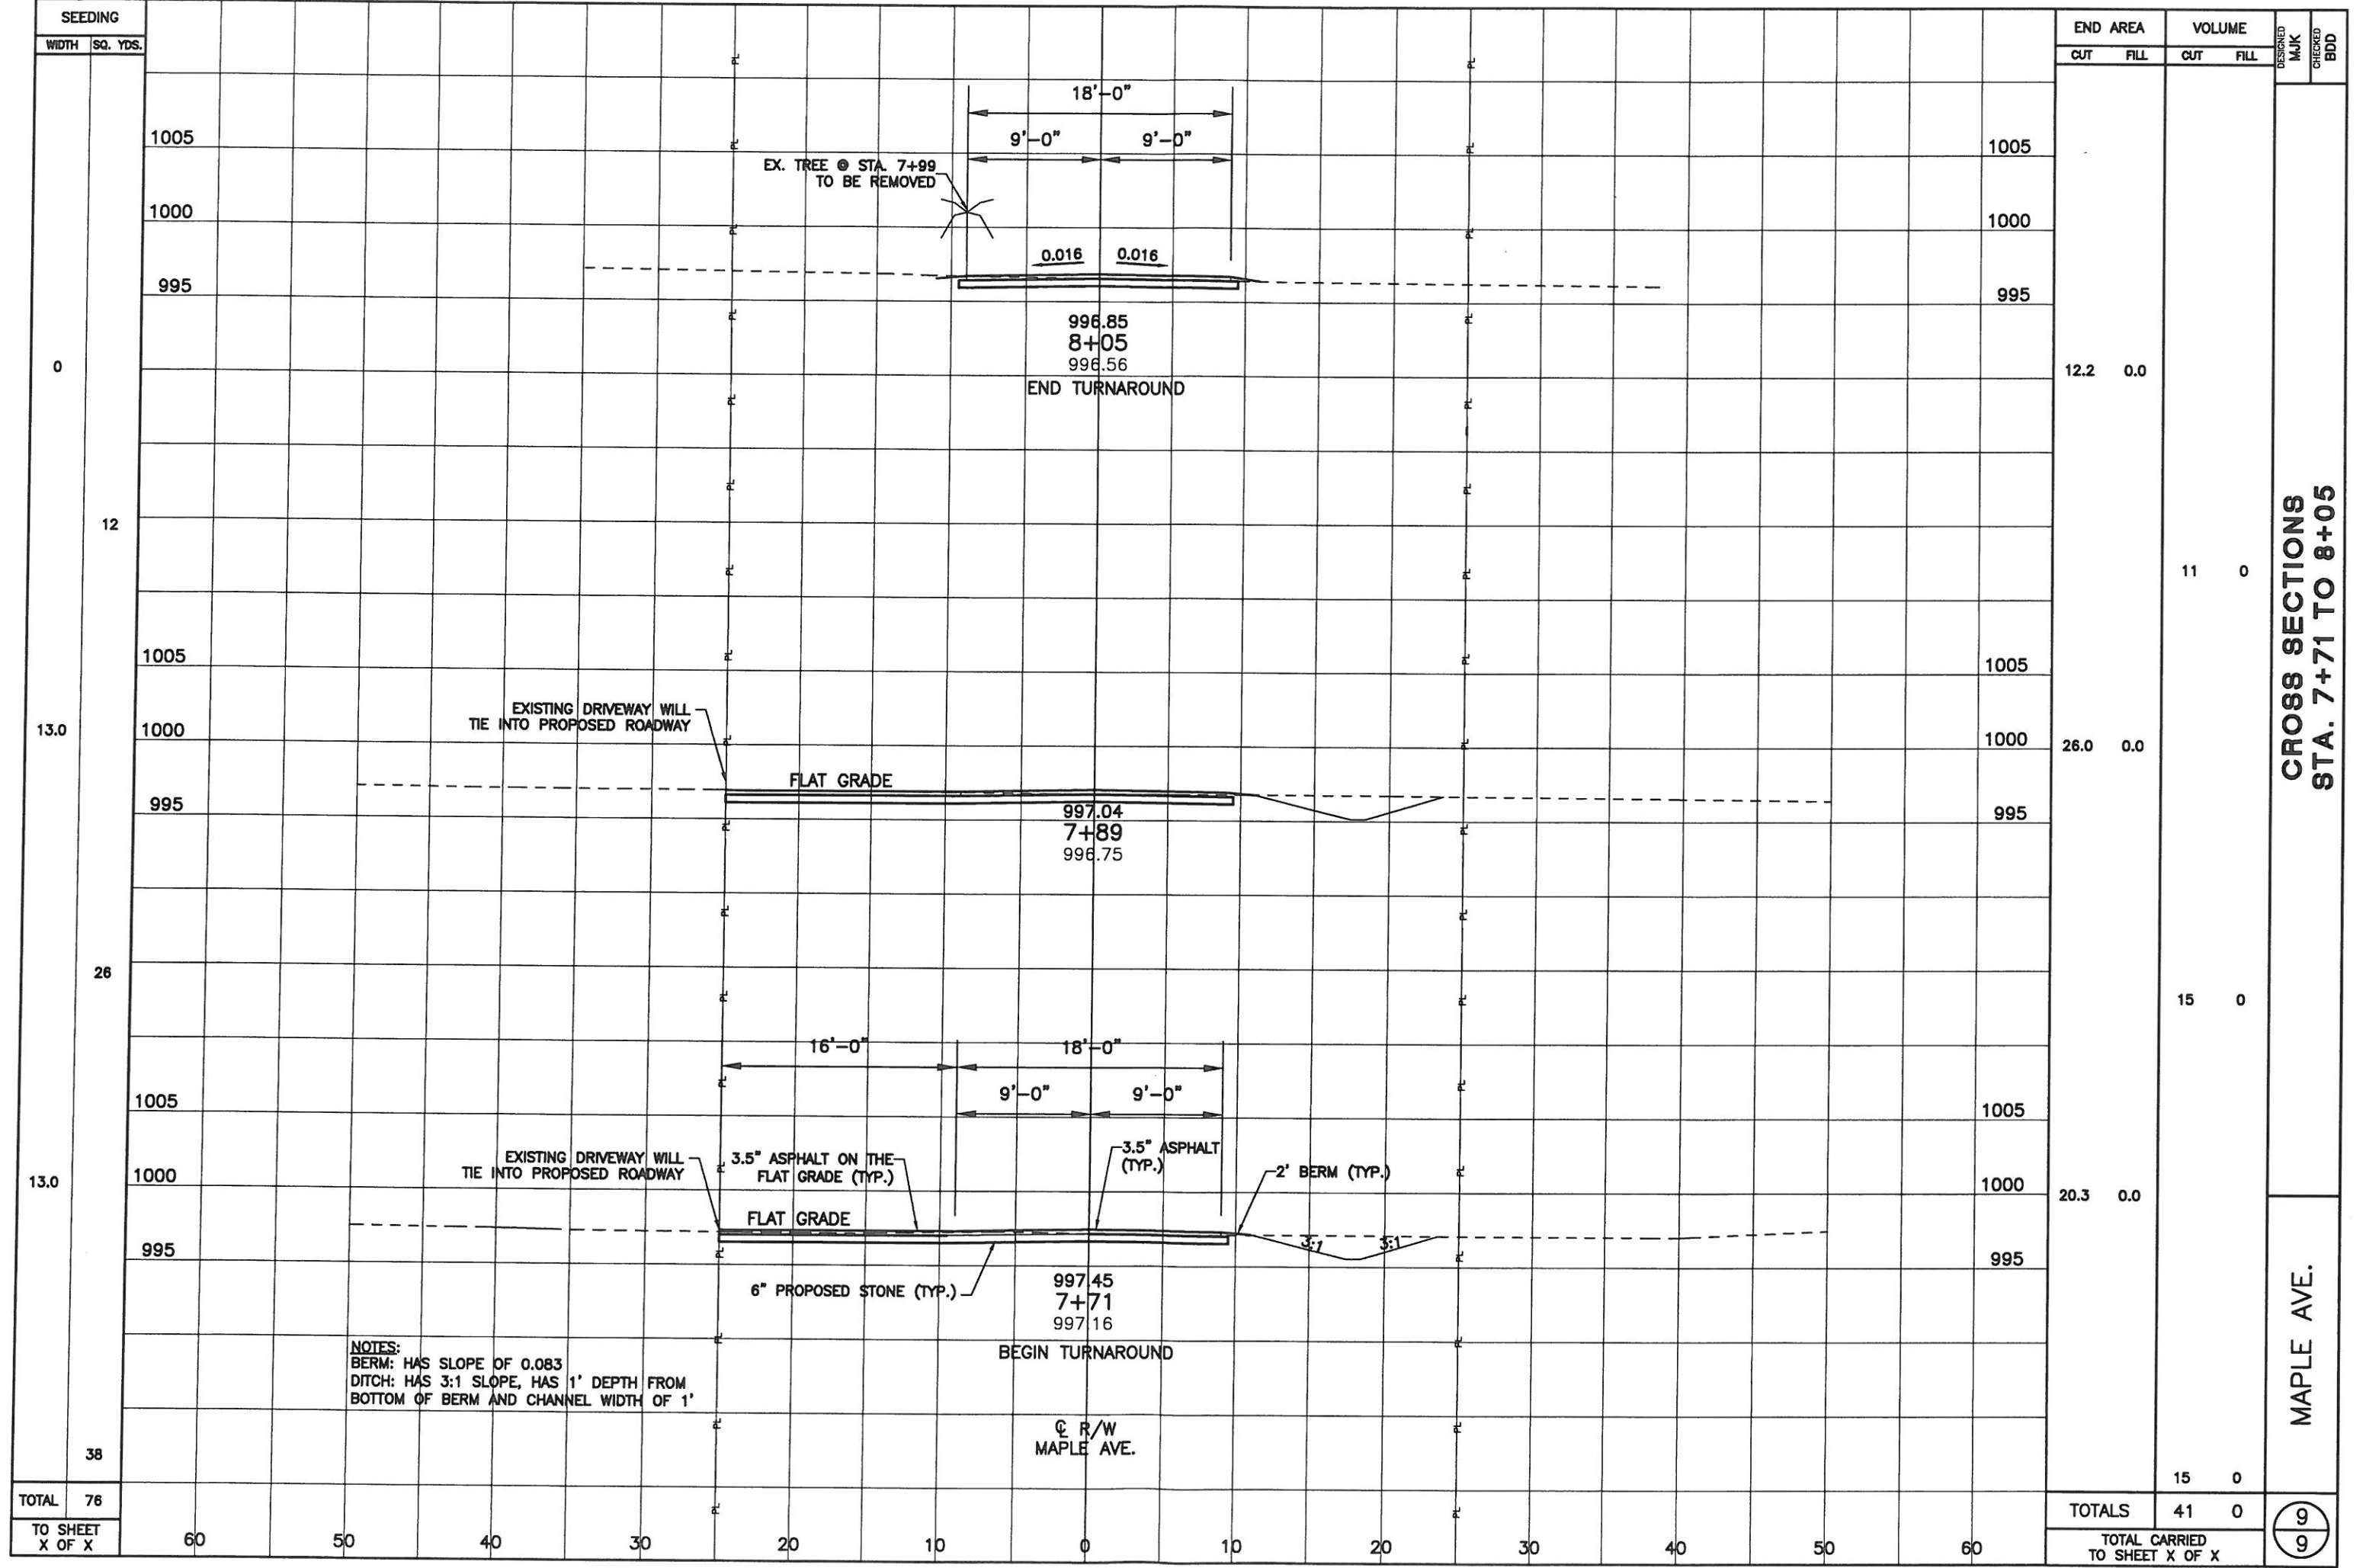 SEEDING
WIDTH SQ. YDS.
END AREA VOLUME
CUT FILL CUT FILL
DESIGNED
MJK
CHECKED
BDD
PL PL
18'-0"
9'-0" 9'-0"
1005 1005
EX. TREE @ STA. 7+99
TO BE REMOVED
1000 1000
0.016 0.016
995 995
996.85
8+05
996.56
END TURNAROUND
0 12.2 0.0
12
11 0
1005 1005
EXISTING DRIVEWAY WILL
TIE INTO PROPOSED ROADWAY
13.0 1000 1000 26.0 0.0
FLAT GRADE
995 995
997.04
7+89
996.75
26
15 0
16'-0" 18'-0"
9'-0" 9'-0"
1005 1005
EXISTING DRIVEWAY WILL
TIE INTO PROPOSED ROADWAY
3.5" ASPHALT ON THE
FLAT GRADE (TYP.)
3.5" ASPHALT
(TYP.)
2' BERM (TYP.)
13.0 1000 1000 20.3 0.0
FLAT GRADE
3:1 3:1
995 995
6" PROPOSED STONE (TYP.)
997.45
7+71
997.16
BEGIN TURNAROUND
NOTES:
BERM: HAS SLOPE OF 0.083
DITCH: HAS 3:1 SLOPE, HAS 1' DEPTH FROM
BOTTOM OF BERM AND CHANNEL WIDTH OF 1'
℄ R/W
MAPLE AVE.
38
15 0
TOTAL 76
TOTALS 41 0
TO SHEET
X OF X
60 50 40 30 20 10 0 10 20 30 40 50 60
TOTAL CARRIED
TO SHEET X OF X
CROSS SECTIONS
STA. 7+71 TO 8+05
MAPLE AVE.
9
9